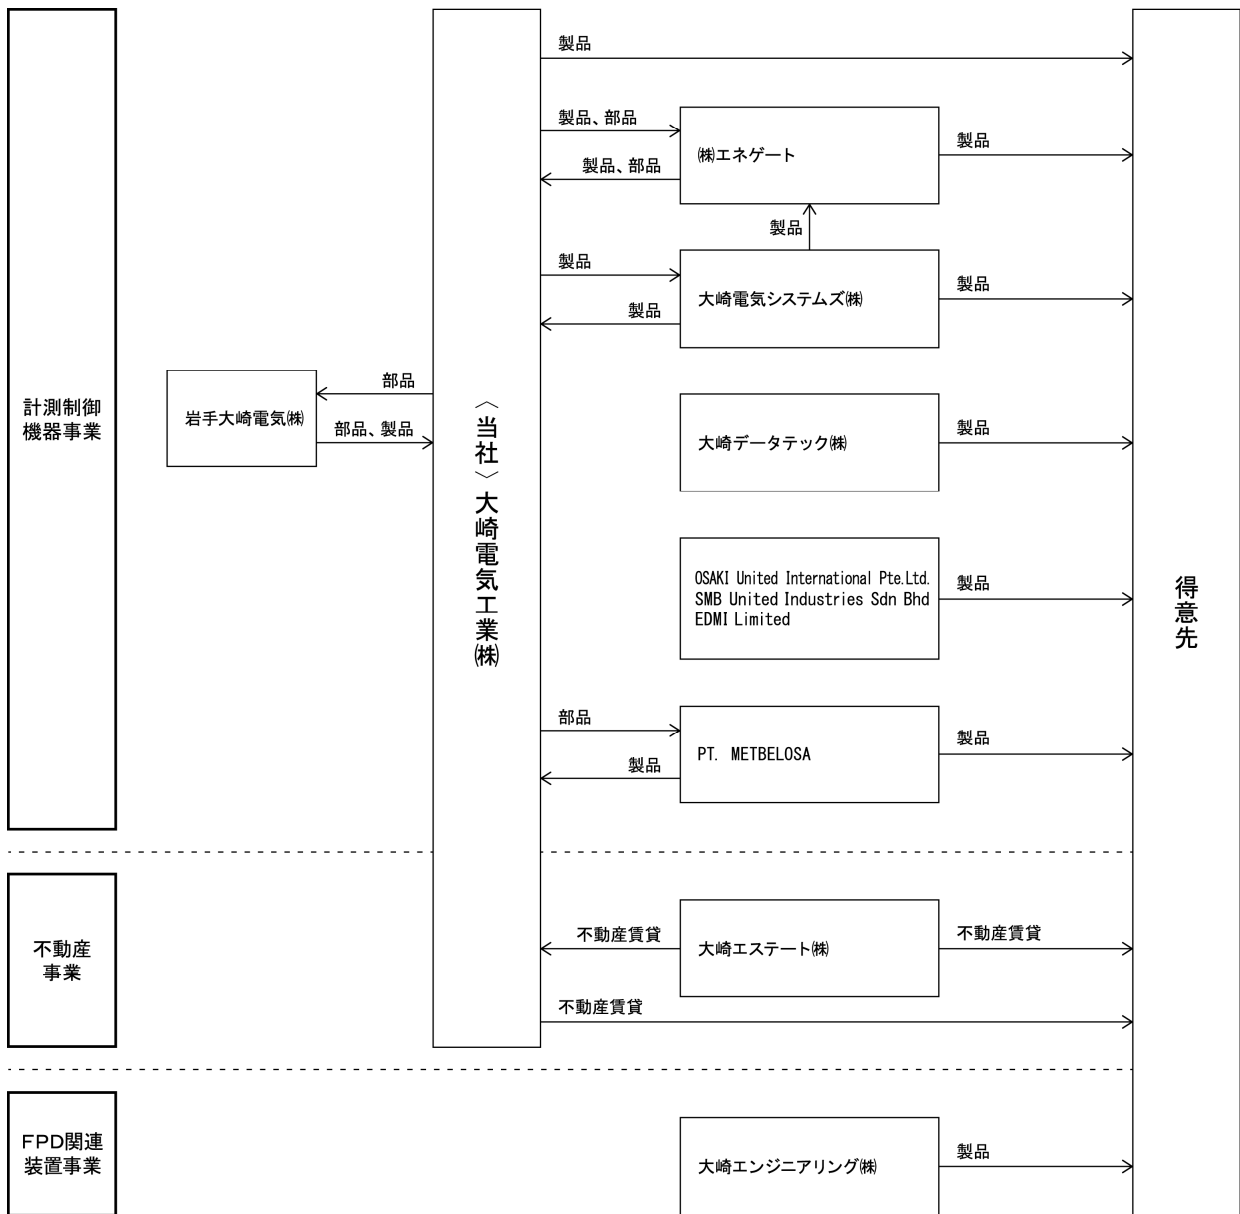 計測制御
機器事業
岩手大崎電気㈱
部品
部品、製品
〈当社〉大崎電気工業㈱
製品
製品、部品
製品、部品
㈱エネゲート
製品
製品
製品
製品
大崎電気システムズ㈱
製品
大崎データテック㈱
製品
OSAKI United International Pte.Ltd.
SMB United Industries Sdn Bhd
EDMI Limited
製品
部品
製品
PT. METBELOSA
製品
得意先
不動産
事業
不動産賃貸
大崎エステート㈱
不動産賃貸
不動産賃貸
FPD関連
装置事業
大崎エンジニアリング㈱
製品